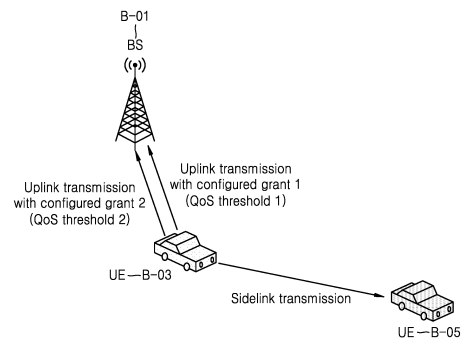 B-01
BS
Uplink transmission
with configured grant 1
(QoS threshold 1)
Uplink transmission
with configured grant 2
(QoS threshold 2)
UE—B-03
Sidelink transmission
UE—B-05